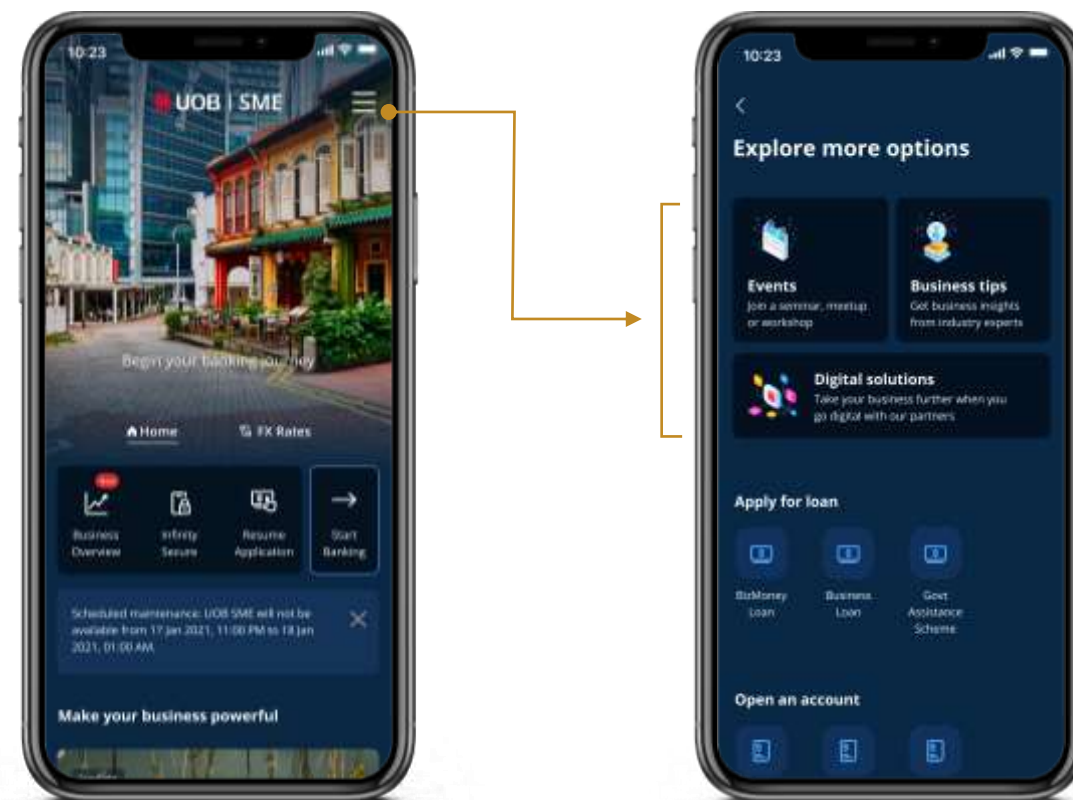 10:23
UOB | SME
Begin your banking journey
Home
FX Rates
Business
Overview
Infinity
Secure
Resume
Application
Start
Banking
Scheduled maintenance: UOB SME will not be
available from 17 Jan 2021, 11:00 PM to 18 Jan
2021, 01:00 AM.
Make your business powerful
10:23
Explore more options
Events
Join a seminar, meetup
or workshop
Business tips
Get business insights
from industry experts
Digital solutions
Take your business further when you
go digital with our partners
Apply for loan
BizMoney
Loan
Business
Loan
Govt
Assistance
Scheme
Open an account